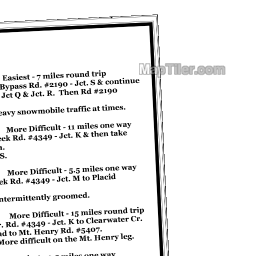 Easiest - 7 miles round trip
Bypass Rd. #2190 - Jct. S & continue
Jct Q & Jct. R. Then Rd #2190
eavy snowmobile traffic at times.
More Difficult - 11 miles one way
eek Rd. #4349 - Jct. K & then take
n.
S.
More Difficult - 5.5 miles one way
ek Rd. #4349 - Jct. M to Placid
ntermittently groomed.
More Difficult - 15 miles round trip
r. Rd. #4349 - Jct. K to Clearwater Cr.
d to Mt. Henry Rd. #5407.
More difficult on the Mt. Henry leg.
MapTiler.com